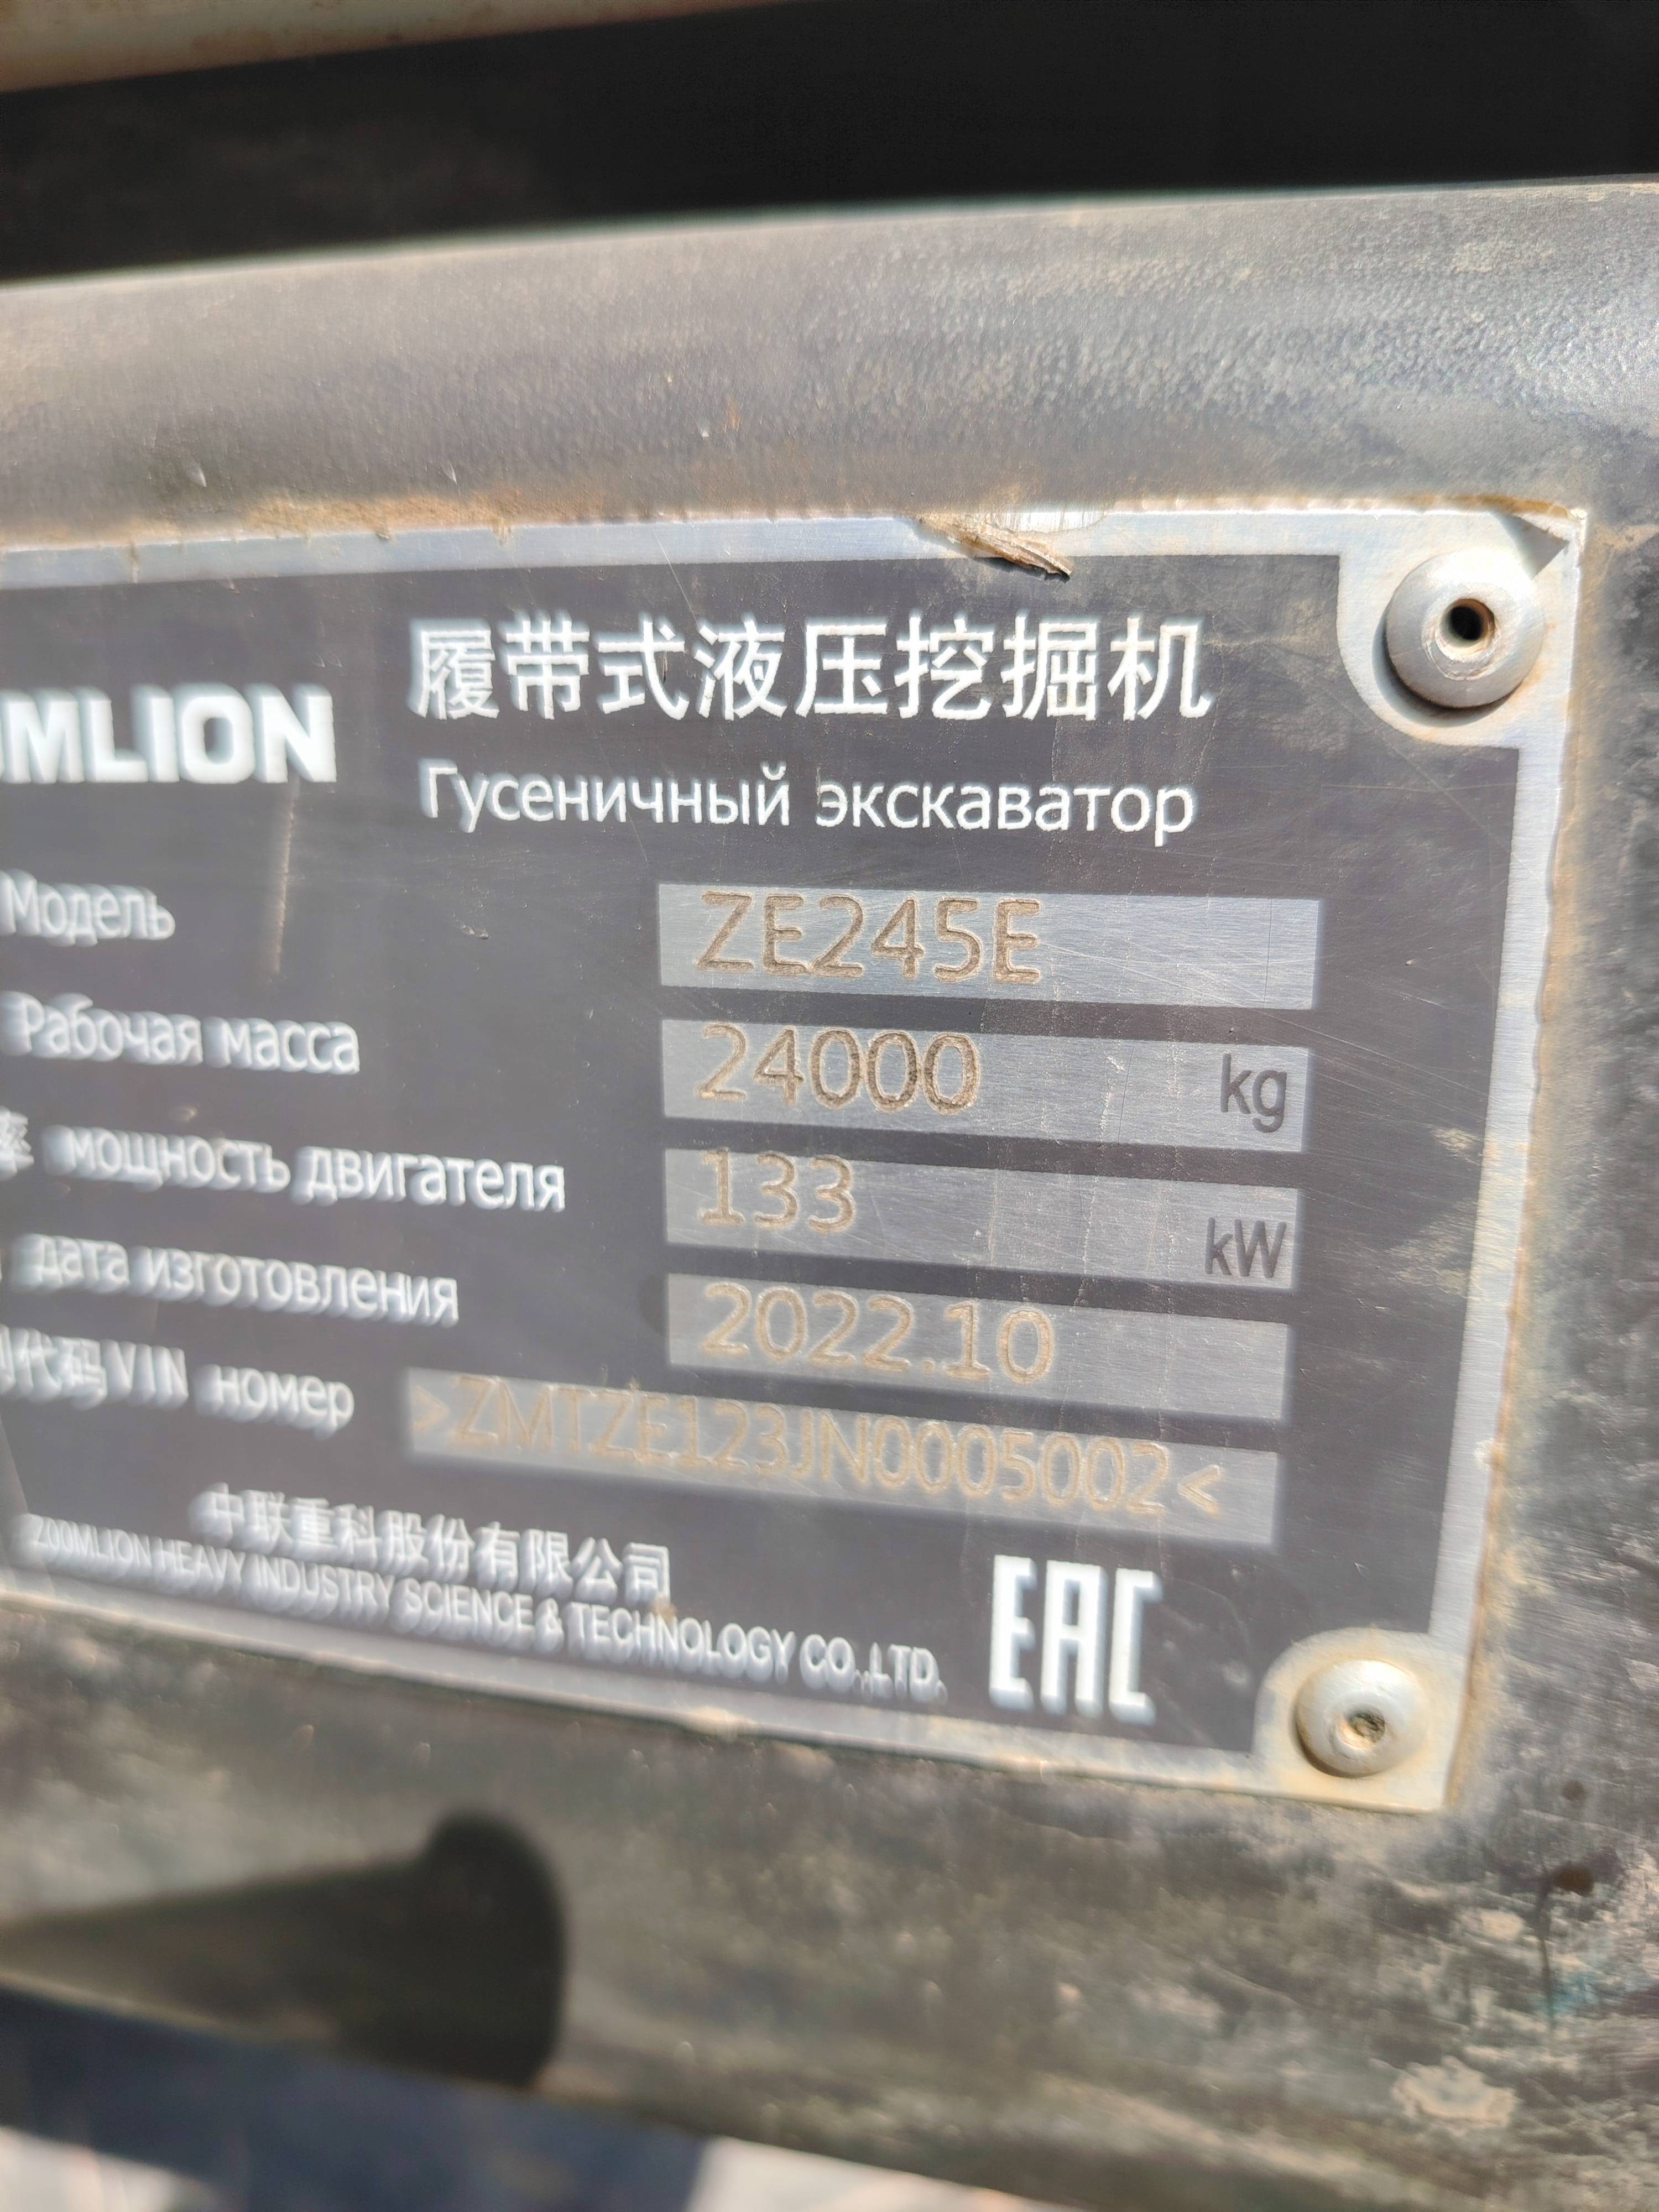 OMLION
履带式液压挖掘机
Гусеничный экскаватор
Модель ZE245E
Рабочая масса 24000 kg
率 мощность двигателя 133 kW
дата изготовления 2022.10
代码VIN номер >ZMTZE123JN0005002<
中联重科股份有限公司
ZOOMLION HEAVY INDUSTRY SCIENCE & TECHNOLOGY CO.,LTD.
EAC